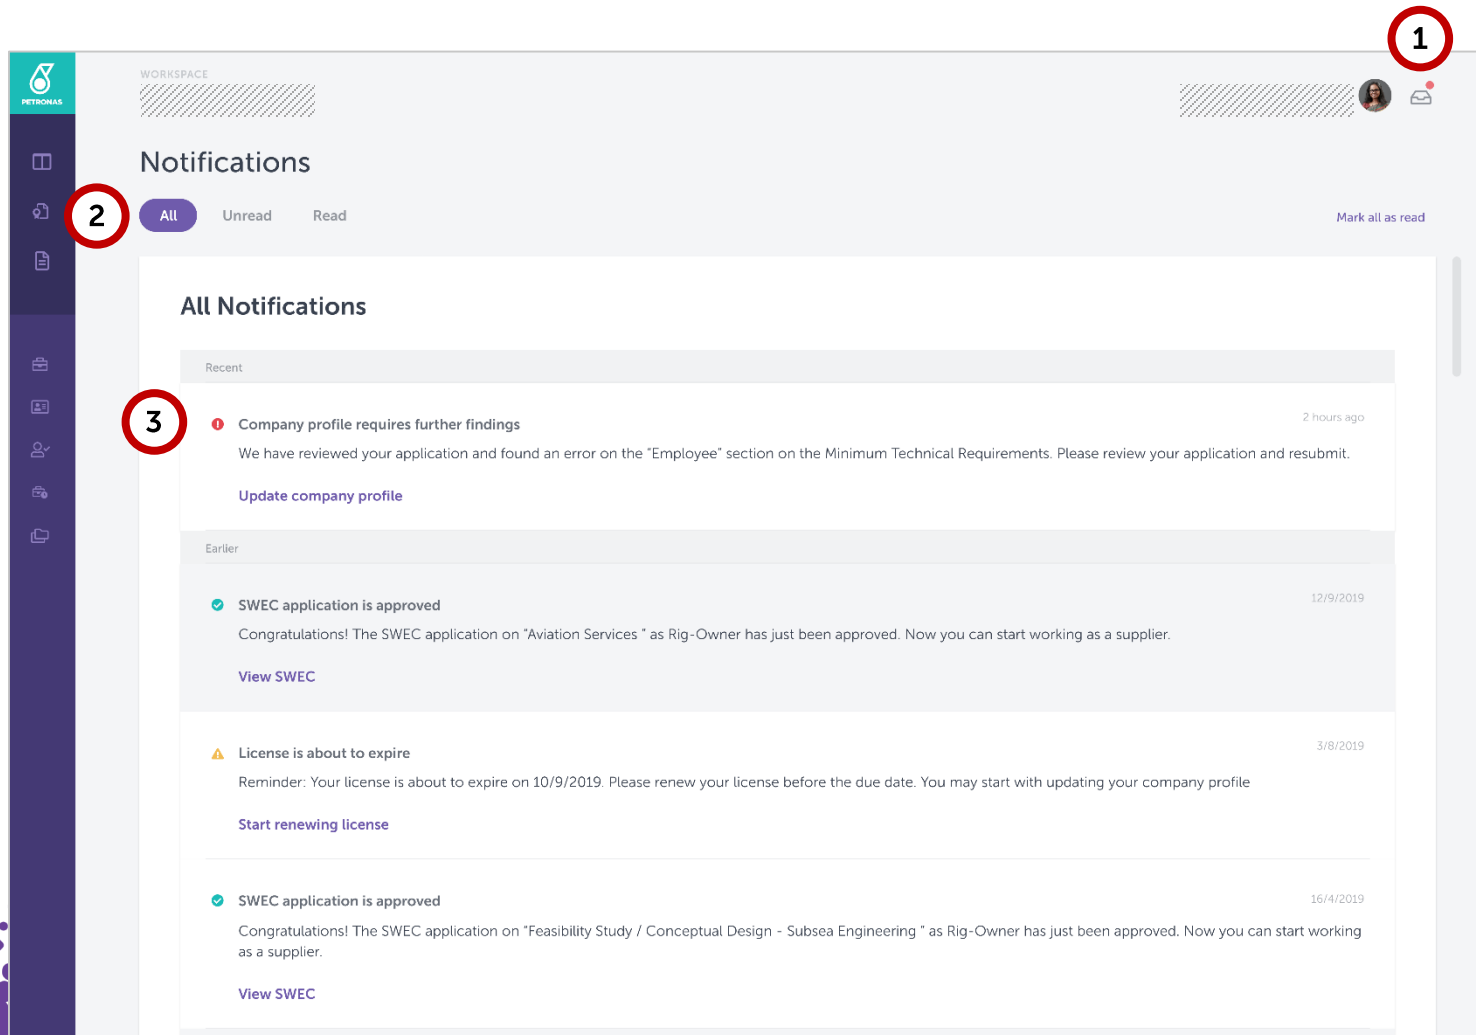 1
PETRONAS
WORKSPACE
Notifications
2
All Unread Read
Mark all as read
All Notifications
Recent
3
Company profile requires further findings
2 hours ago
We have reviewed your application and found an error on the "Employee" section on the Minimum Technical Requirements. Please review your application and resubmit.
Update company profile
Earlier
SWEC application is approved
12/9/2019
Congratulations! The SWEC application on "Aviation Services " as Rig-Owner has just been approved. Now you can start working as a supplier.
View SWEC
License is about to expire
3/8/2019
Reminder: Your license is about to expire on 10/9/2019. Please renew your license before the due date. You may start with updating your company profile
Start renewing license
SWEC application is approved
16/4/2019
Congratulations! The SWEC application on "Feasibility Study / Conceptual Design - Subsea Engineering " as Rig-Owner has just been approved. Now you can start working
as a supplier.
View SWEC